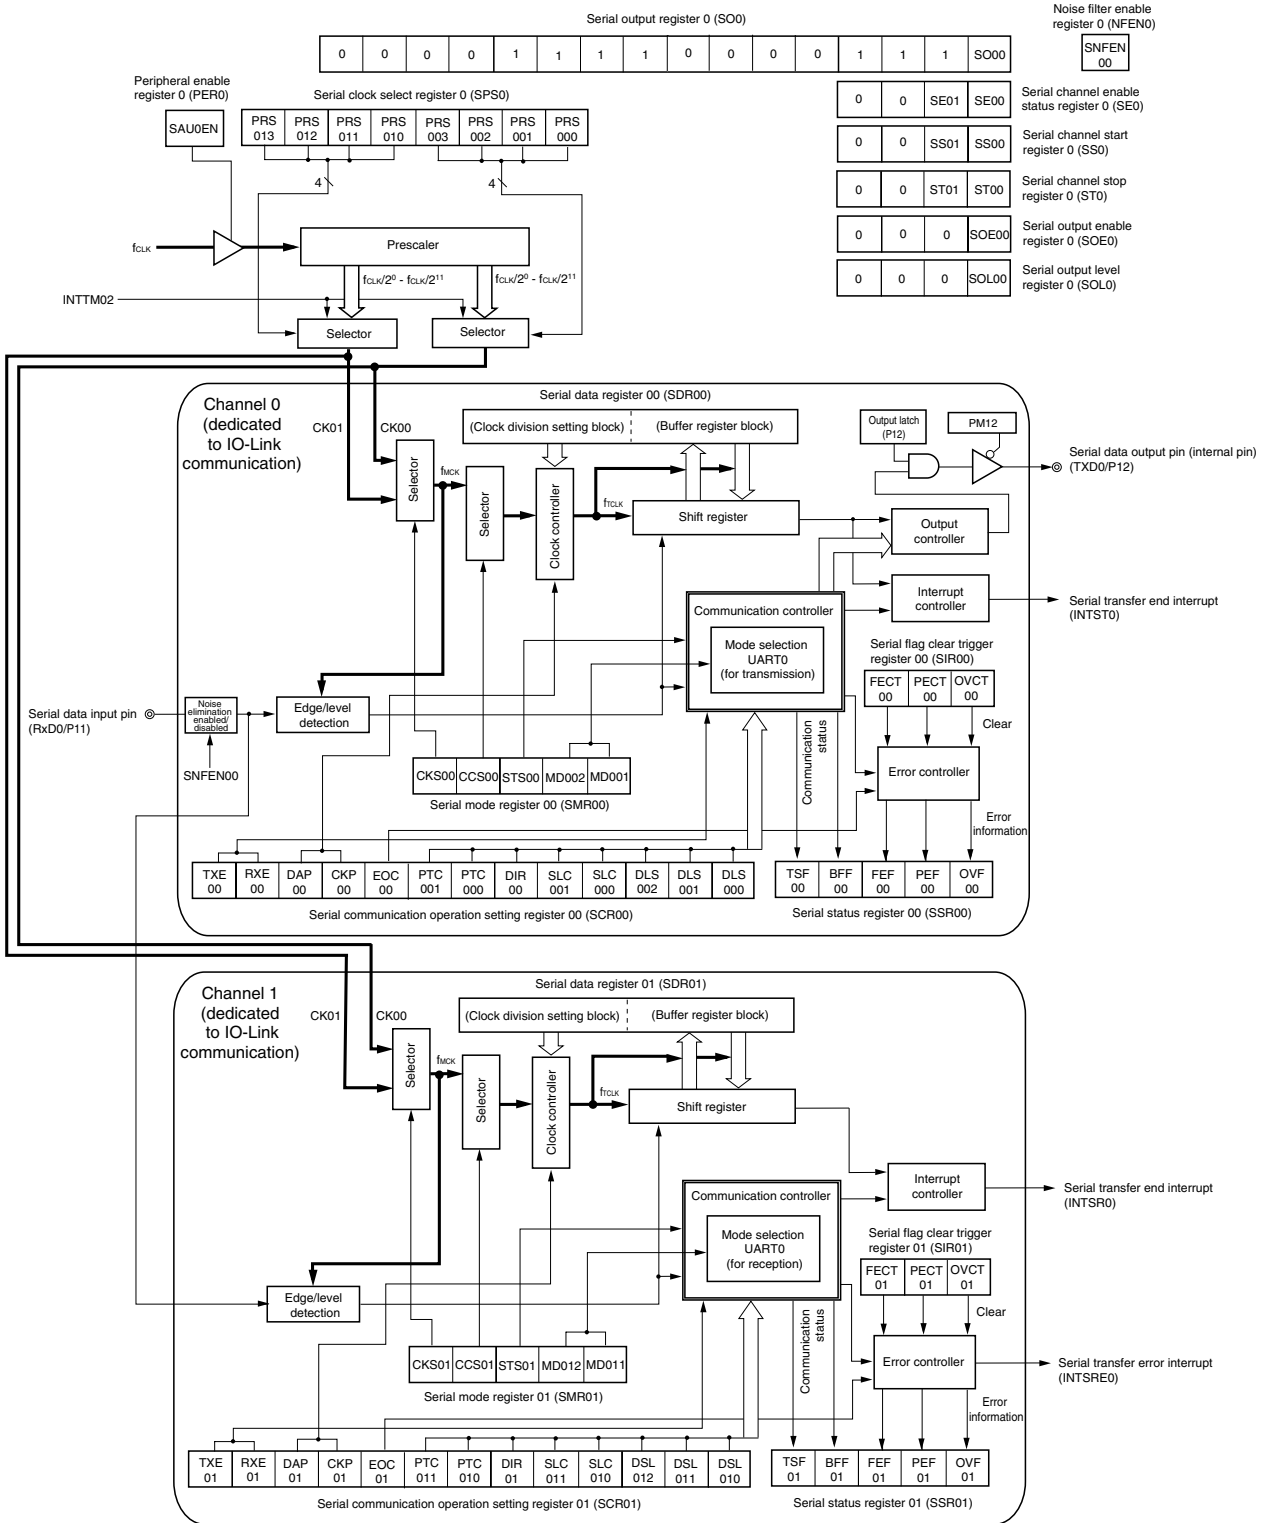 Serial output register 0 (SO0)
0 0 0 0 1 1 1 1 0 0 0 0 1 1 1 SO00
Noise filter enable
register 0 (NFEN0)
SNFEN
00
Peripheral enable
register 0 (PER0)
SAU0EN
Serial clock select register 0 (SPS0)
PRS PRS PRS PRS PRS PRS PRS PRS
013 012 011 010 003 002 001 000
4
4
0 0 SE01 SE00
Serial channel enable
status register 0 (SE0)
0 0 SS01 SS00
Serial channel start
register 0 (SS0)
0 0 ST01 ST00
Serial channel stop
register 0 (ST0)
0 0 0 SOE00
Serial output enable
register 0 (SOE0)
0 0 0 SOL00
Serial output level
register 0 (SOL0)
fCLK
Prescaler
fCLK/2⁰ - fCLK/2¹¹
fCLK/2⁰ - fCLK/2¹¹
INTTM02
Selector
Selector
Channel 0
(dedicated
to IO-Link
communication)
CK01
CK00
Serial data register 00 (SDR00)
(Clock division setting block)
(Buffer register block)
Selector
fMCK
Selector
Clock controller
fTCLK
Shift register
Output latch
(P12)
PM12
Serial data output pin (internal pin)
(TXD0/P12)
Output
controller
Interrupt
controller
Serial transfer end interrupt
(INTST0)
Communication controller
Mode selection
UART0
(for transmission)
Serial flag clear trigger
register 00 (SIR00)
FECT PECT OVCT
00 00 00
Clear
Communication
status
Error controller
Error
information
Serial data input pin
(RxD0/P11)
Noise
elimination
enabled/
disabled
SNFEN00
Edge/level
detection
CKS00 CCS00 STS00 MD002 MD001
Serial mode register 00 (SMR00)
TXE RXE DAP CKP EOC PTC PTC DIR SLC SLC DLS DLS DLS
00 00 00 00 00 001 000 00 001 000 002 001 000
Serial communication operation setting register 00 (SCR00)
TSF BFF FEF PEF OVF
00 00 00 00 00
Serial status register 00 (SSR00)
Channel 1
(dedicated
to IO-Link
communication)
CK01
CK00
Serial data register 01 (SDR01)
(Clock division setting block)
(Buffer register block)
Selector
fMCK
Selector
Clock controller
fTCLK
Shift register
Interrupt
controller
Serial transfer end interrupt
(INTSR0)
Communication controller
Mode selection
UART0
(for reception)
Serial flag clear trigger
register 01 (SIR01)
FECT PECT OVCT
01 01 01
Clear
Communication
status
Error controller
Serial transfer error interrupt
(INTSRE0)
Error
information
Edge/level
detection
CKS01 CCS01 STS01 MD012 MD011
Serial mode register 01 (SMR01)
TXE RXE DAP CKP EOC PTC PTC DIR SLC SLC DSL DSL DSL
01 01 01 01 01 011 010 01 011 010 012 011 010
Serial communication operation setting register 01 (SCR01)
TSF BFF FEF PEF OVF
01 01 01 01 01
Serial status register 01 (SSR01)